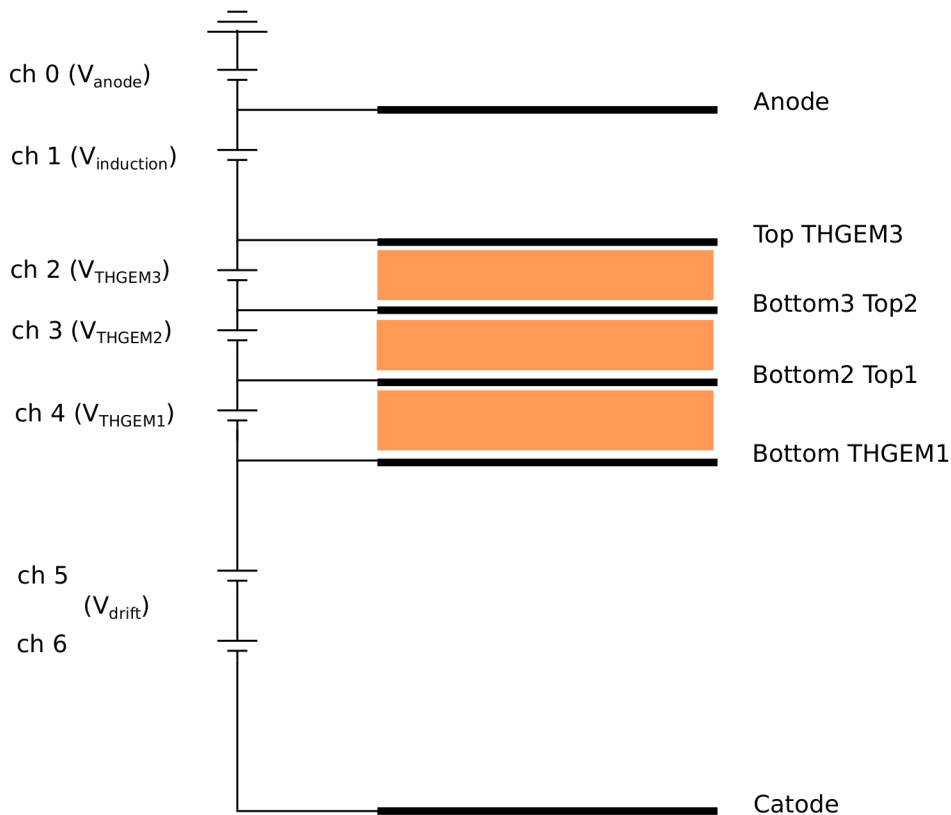 ch 0 (Vanode)
Anode
ch 1 (Vinduction)
Top THGEM3
ch 2 (VTHGEM3)
Bottom3 Top2
ch 3 (VTHGEM2)
Bottom2 Top1
ch 4 (VTHGEM1)
Bottom THGEM1
ch 5
(Vdrift)
ch 6
Catode